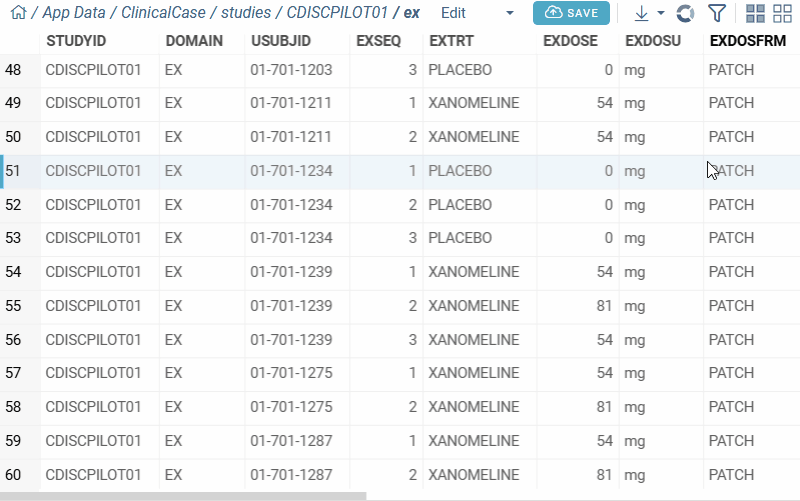 / App Data / ClinicalCase / studies / CDISCPILOT01 / ex Edit SAVE
STUDYID DOMAIN USUBJID EXSEQ EXTRT EXDOSE EXDOSU EXDOSFRM
48 CDISCPILOT01 EX 01-701-1203 3 PLACEBO 0 mg PATCH
49 CDISCPILOT01 EX 01-701-1211 1 XANOMELINE 54 mg PATCH
50 CDISCPILOT01 EX 01-701-1211 2 XANOMELINE 54 mg PATCH
51 CDISCPILOT01 EX 01-701-1234 1 PLACEBO 0 mg PATCH
52 CDISCPILOT01 EX 01-701-1234 2 PLACEBO 0 mg PATCH
53 CDISCPILOT01 EX 01-701-1234 3 PLACEBO 0 mg PATCH
54 CDISCPILOT01 EX 01-701-1239 1 XANOMELINE 54 mg PATCH
55 CDISCPILOT01 EX 01-701-1239 2 XANOMELINE 81 mg PATCH
56 CDISCPILOT01 EX 01-701-1239 3 XANOMELINE 54 mg PATCH
57 CDISCPILOT01 EX 01-701-1275 1 XANOMELINE 54 mg PATCH
58 CDISCPILOT01 EX 01-701-1275 2 XANOMELINE 81 mg PATCH
59 CDISCPILOT01 EX 01-701-1287 1 XANOMELINE 54 mg PATCH
60 CDISCPILOT01 EX 01-701-1287 2 XANOMELINE 81 mg PATCH